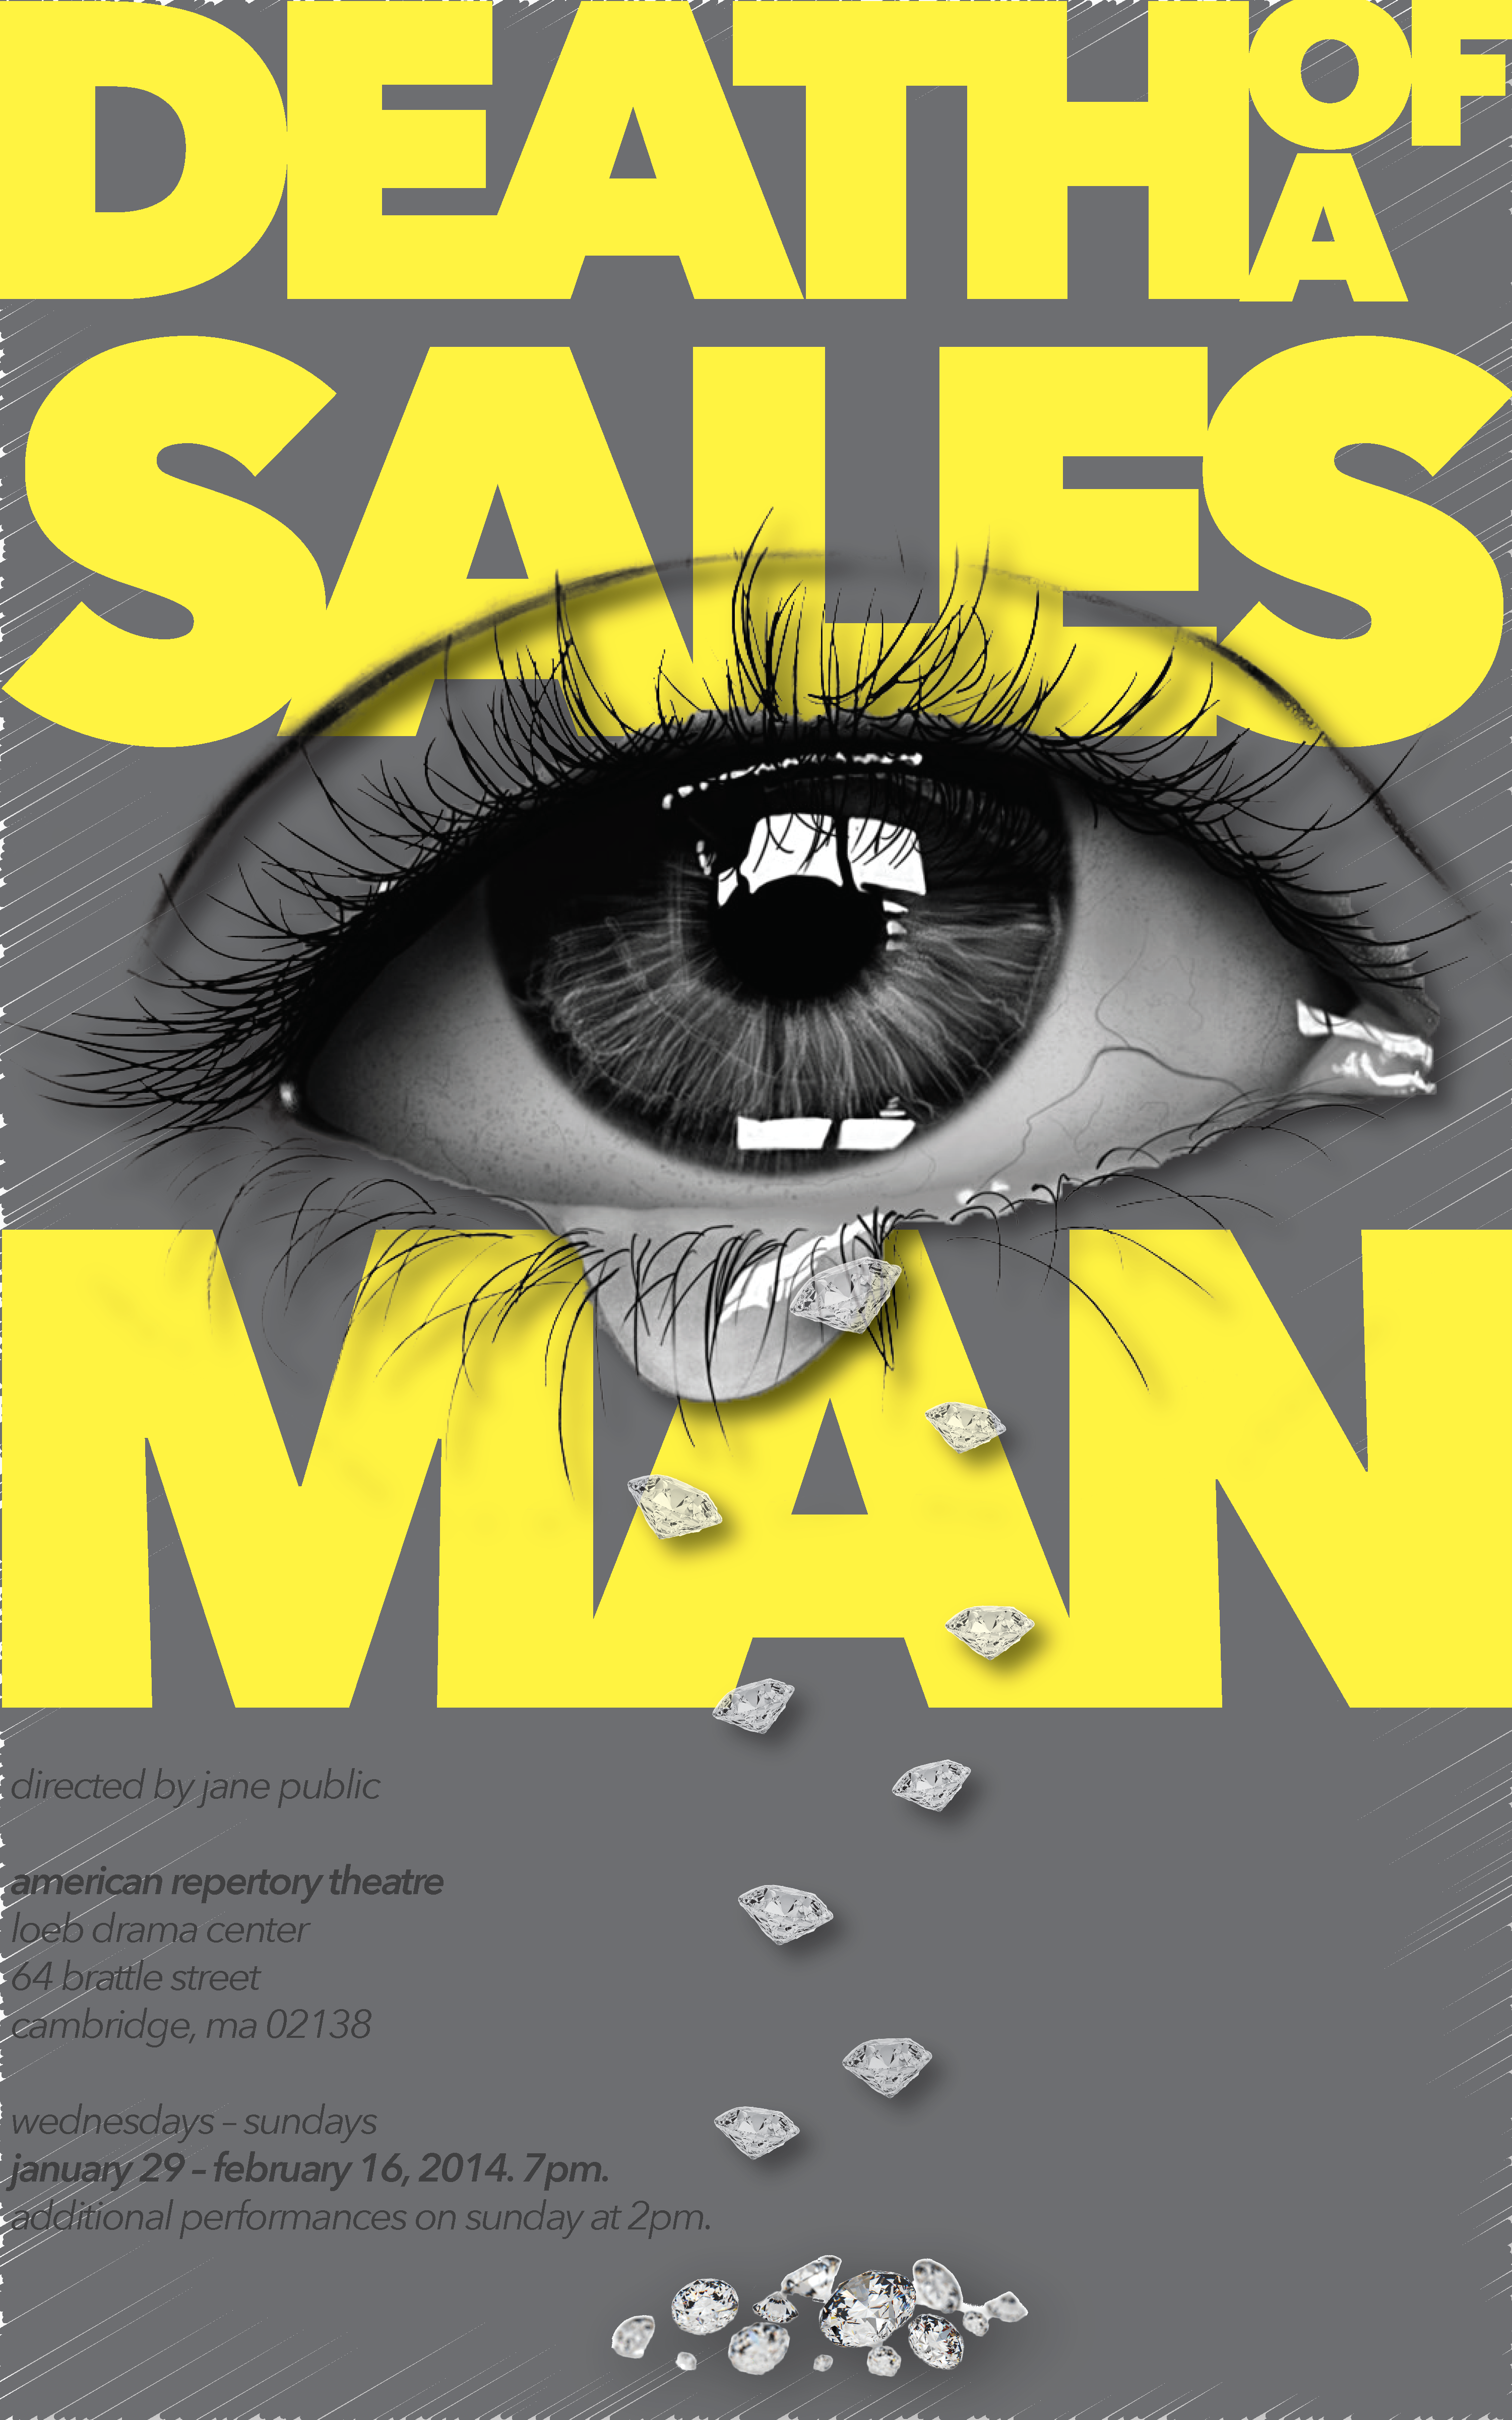 DEATH OF
A
SALES
MAN
directed by jane public
american repertory theatre
loeb drama center
64 brattle street
cambridge, ma 02138
wednesdays – sundays
january 29 – february 16, 2014. 7pm.
additional performances on sunday at 2pm.